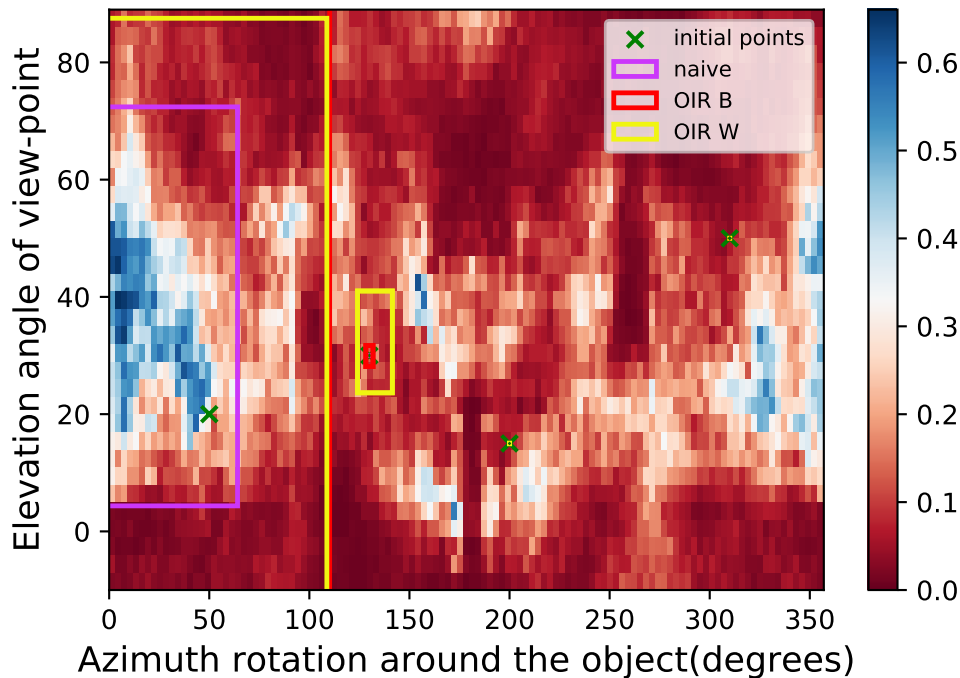 Elevation angle of view-point
80
60
40
20
0
0 50 100 150 200 250 300 350
Azimuth rotation around the object(degrees)
initial points
naive
OIR B
OIR W
0.6
0.5
0.4
0.3
0.2
0.1
0.0